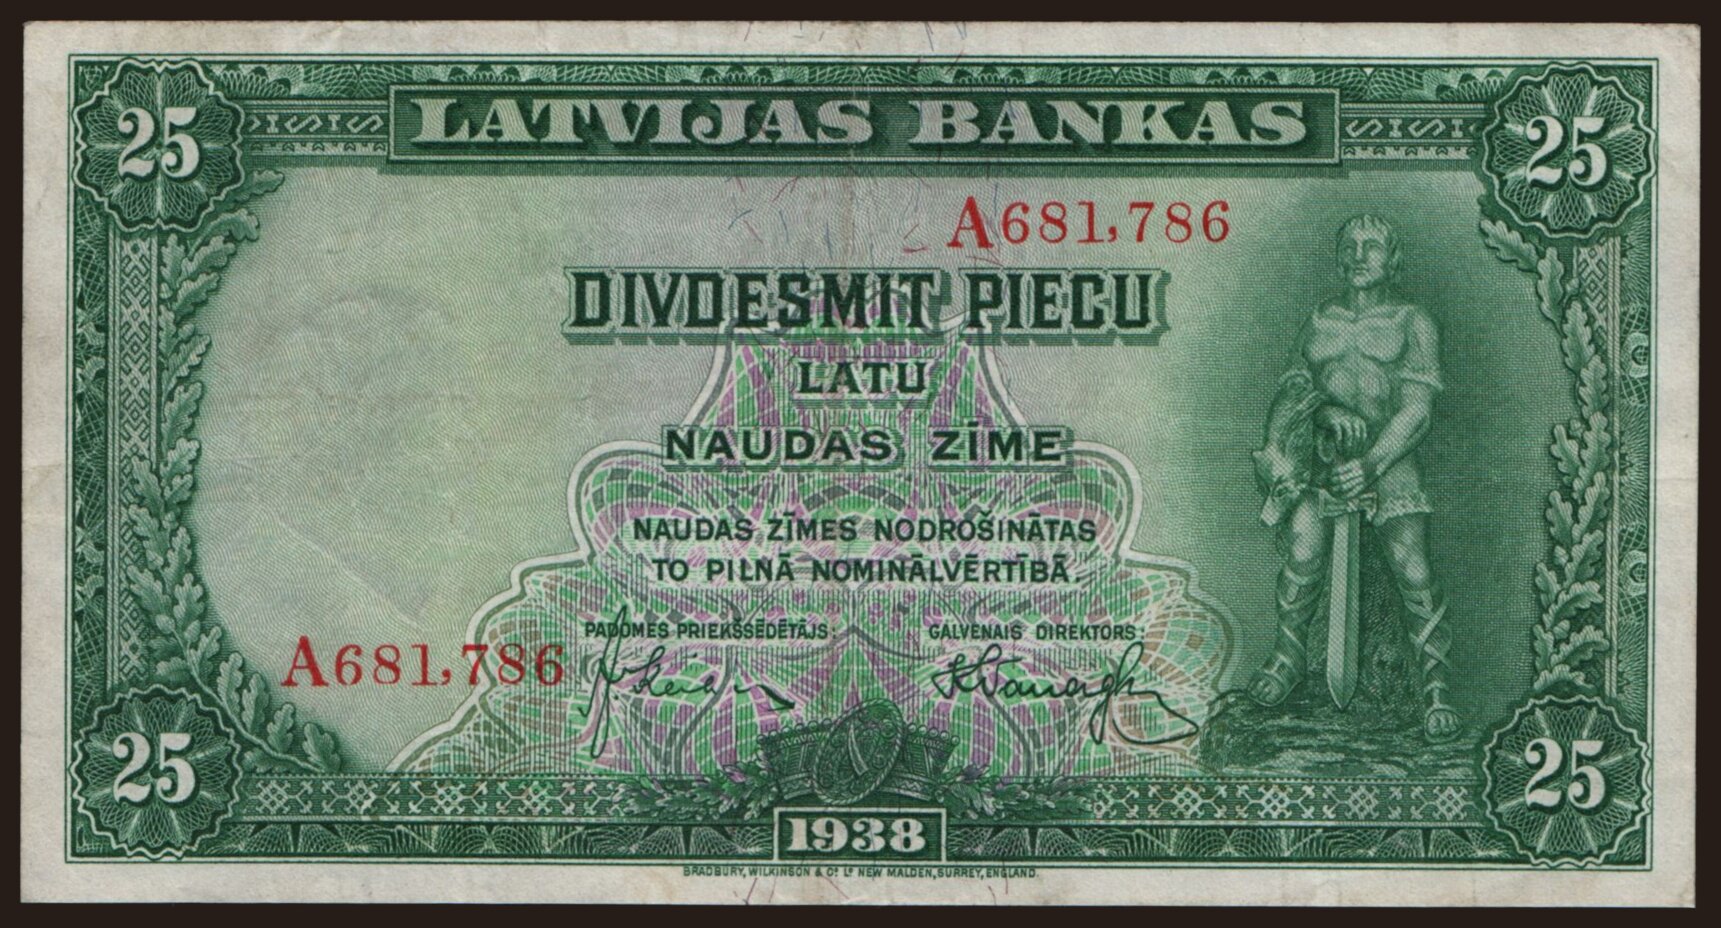 25 LATVIJAS BANKAS 25
A681,786
DIVDESMIT PIECU
LATU
NAUDAS ZĪME
NAUDAS ZĪMES NODROŠINĀTAS
TO PILNĀ NOMINĀLVĒRTĪBĀ.
PADOMES PRIEKŠSĒDĒTĀJS: GALVENAIS DIREKTORS:
A681,786
25 25
1938
BRADBURY, WILKINSON & Co. Ld. NEW MALDEN, SURREY, ENGLAND.